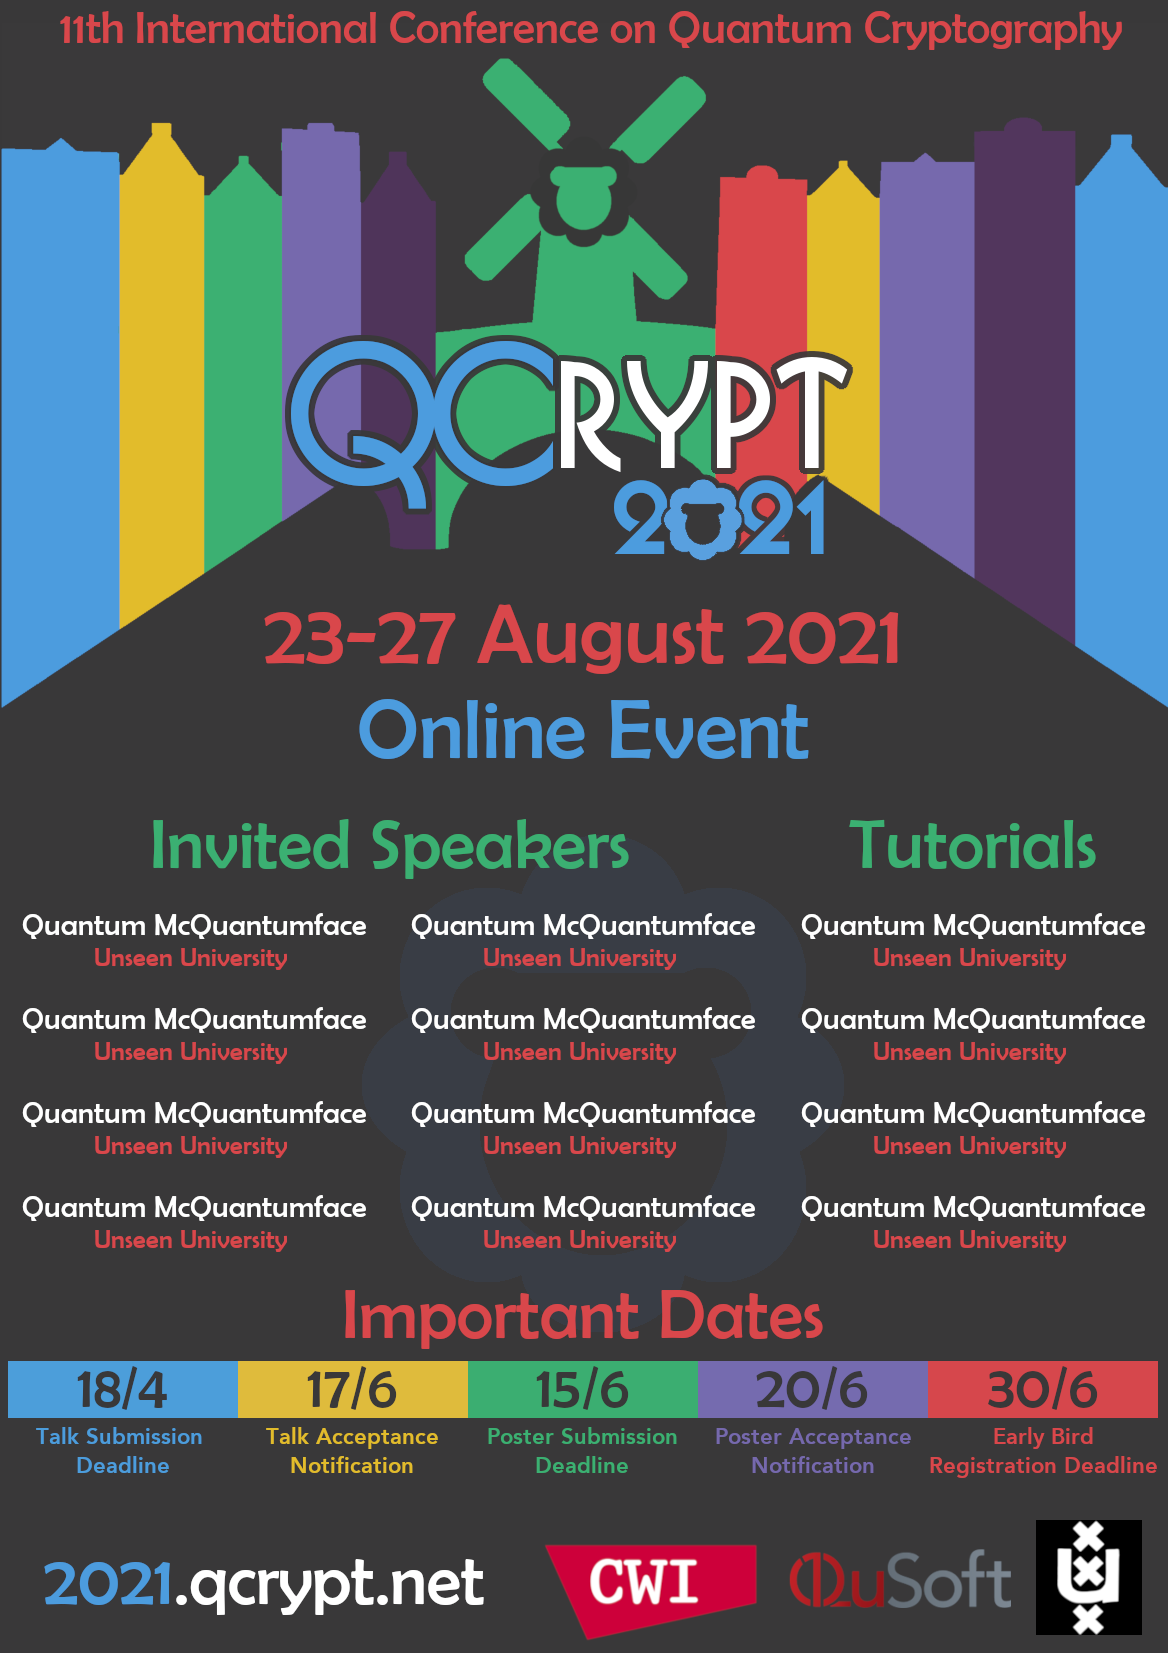 11th International Conference on Quantum Cryptography
QCRYPT
2021
23-27 August 2021
Online Event
Invited Speakers
Tutorials
Quantum McQuantumface
Quantum McQuantumface
Quantum McQuantumface
Unseen University
Unseen University
Unseen University
Quantum McQuantumface
Quantum McQuantumface
Quantum McQuantumface
Unseen University
Unseen University
Unseen University
Quantum McQuantumface
Quantum McQuantumface
Quantum McQuantumface
Unseen University
Unseen University
Unseen University
Quantum McQuantumface
Quantum McQuantumface
Quantum McQuantumface
Unseen University
Unseen University
Unseen University
Important Dates
18/4
17/6
15/6
20/6
30/6
Talk Submission
Deadline
Talk Acceptance
Notification
Poster Submission
Deadline
Poster Acceptance
Notification
Early Bird
Registration Deadline
2021.qcrypt.net
CWI
QuSoft
U